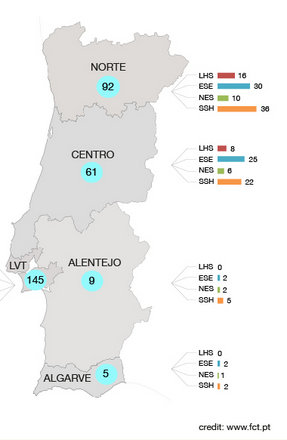 NORTE
92
LHS 16
ESE 30
NES 10
SSH 36
CENTRO
61
LHS 8
ESE 25
NES 6
SSH 22
LVT
145
ALENTEJO
9
LHS 0
ESE 2
NES 2
SSH 5
ALGARVE 5
LHS 0
ESE 2
NES 1
SSH 2
credit: www.fct.pt